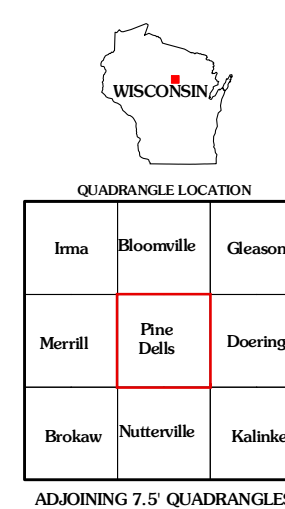 WISCONSIN
QUADRANGLE LOCATION
Irma Bloomville Gleason
Merrill Pine Dells Doering
Brokaw Nutterville Kalinke
ADJOINING 7.5' QUADRANGLES